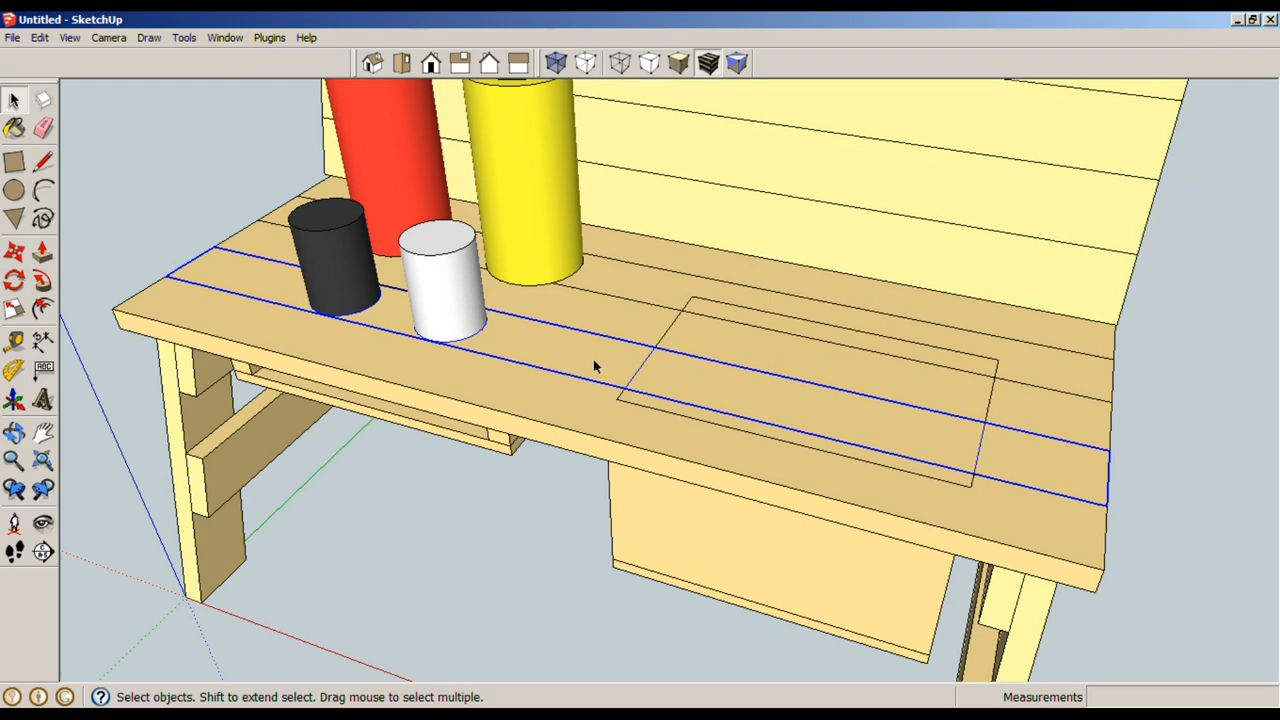 Untitled - SketchUp
File Edit View Camera Draw Tools Window Plugins Help
ABC
Select objects. Shift to extend select. Drag mouse to select multiple.
Measurements